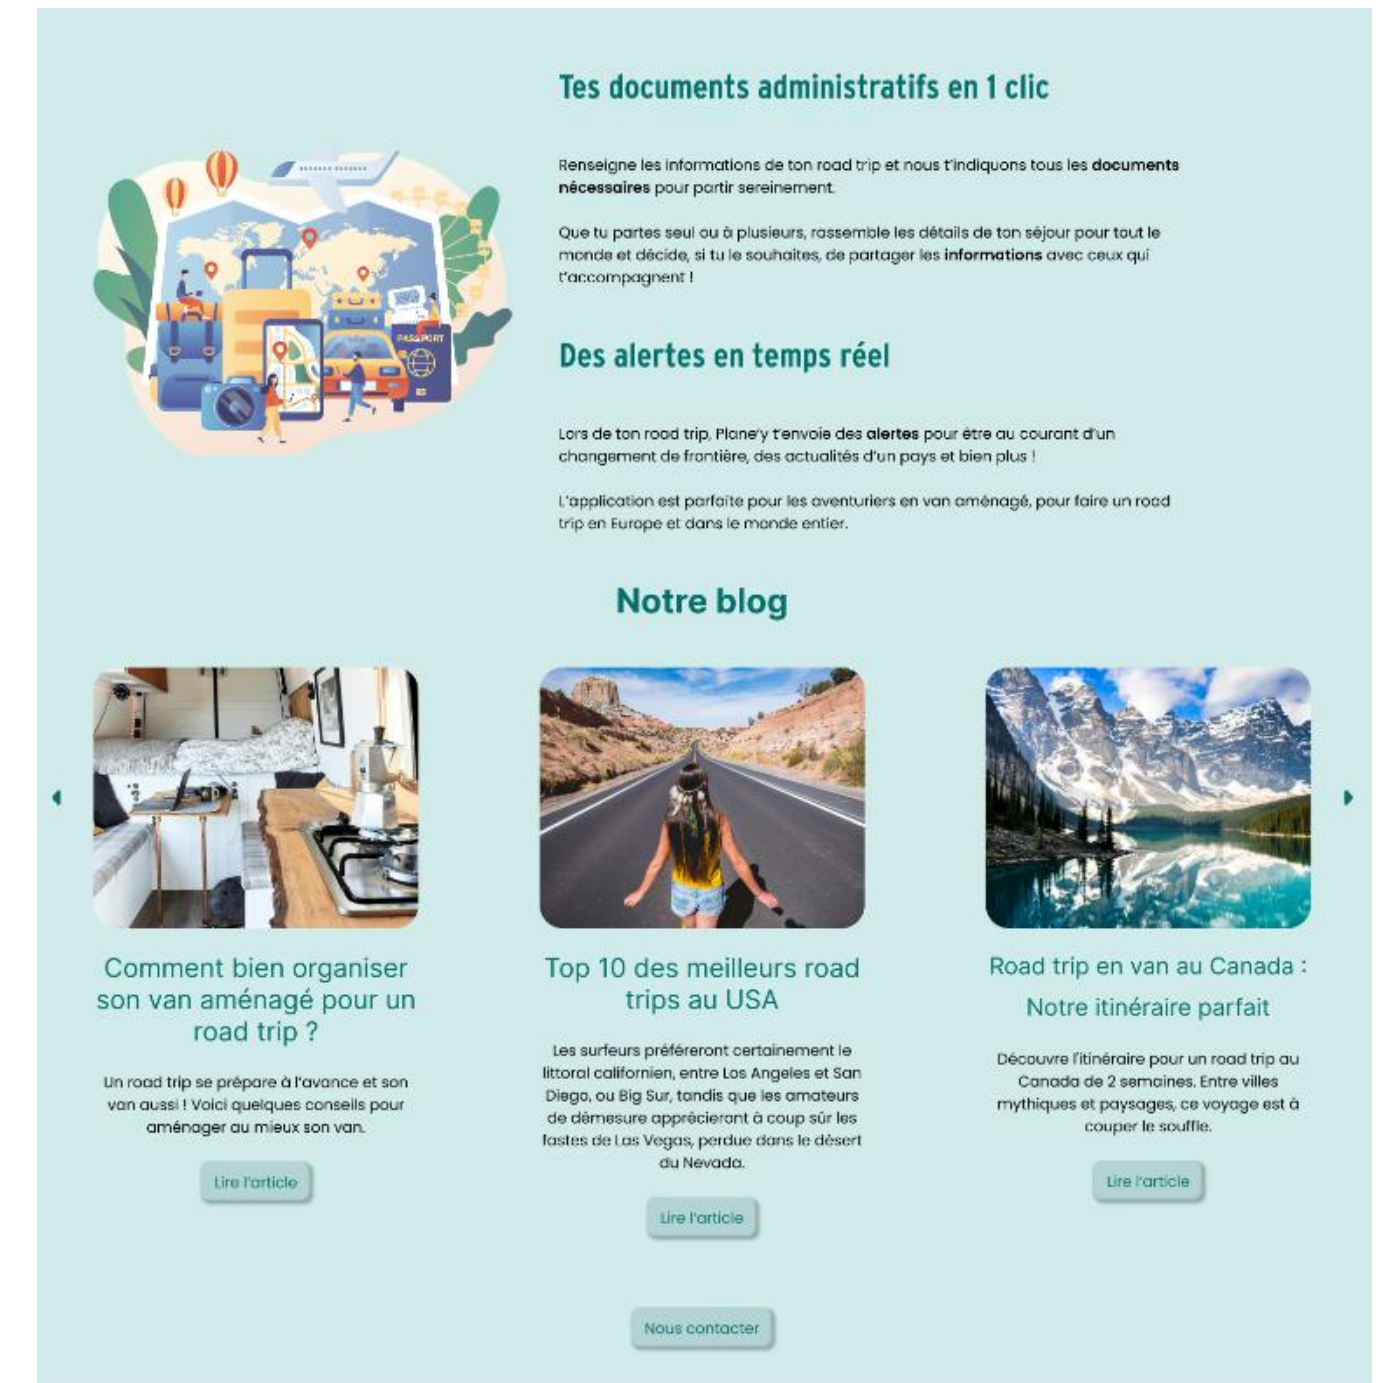 Tes documents administratifs en 1 clic
Renseigne les informations de ton road trip et nous t'indiquons tous les documents
nécessaires pour partir sereinement.
Que tu partes seul ou à plusieurs, rassemble les détails de ton séjour pour tout le
monde et décide, si tu le souhaites, de partager les informations avec ceux qui
t'accompagnent !
PASSPORT
Des alertes en temps réel
Lors de ton road trip, Plane'y t'envoie des alertes pour être au courant d'un
changement de frontière, des actualités d'un pays et bien plus !
L'application est parfaite pour les aventuriers en van aménagé, pour faire un road
trip en Europe et dans le monde entier.
Notre blog
Comment bien organiser
son van aménagé pour un
road trip ?
Un road trip se prépare à l'avance et son
van aussi ! Voici quelques conseils pour
aménager au mieux son van.
Lire l'article
Top 10 des meilleurs road
trips au USA
Les surfeurs préféreront certainement le
littoral californien, entre Los Angeles et San
Diego, ou Big Sur, tandis que les amateurs
de démesure apprécieront à coup sûr les
fastes de Las Vegas, perdue dans le désert
du Nevada.
Lire l'article
Road trip en van au Canada :
Notre itinéraire parfait
Découvre l'itinéraire pour un road trip au
Canada de 2 semaines. Entre villes
mythiques et paysages, ce voyage est à
couper le souffle.
Lire l'article
Nous contacter